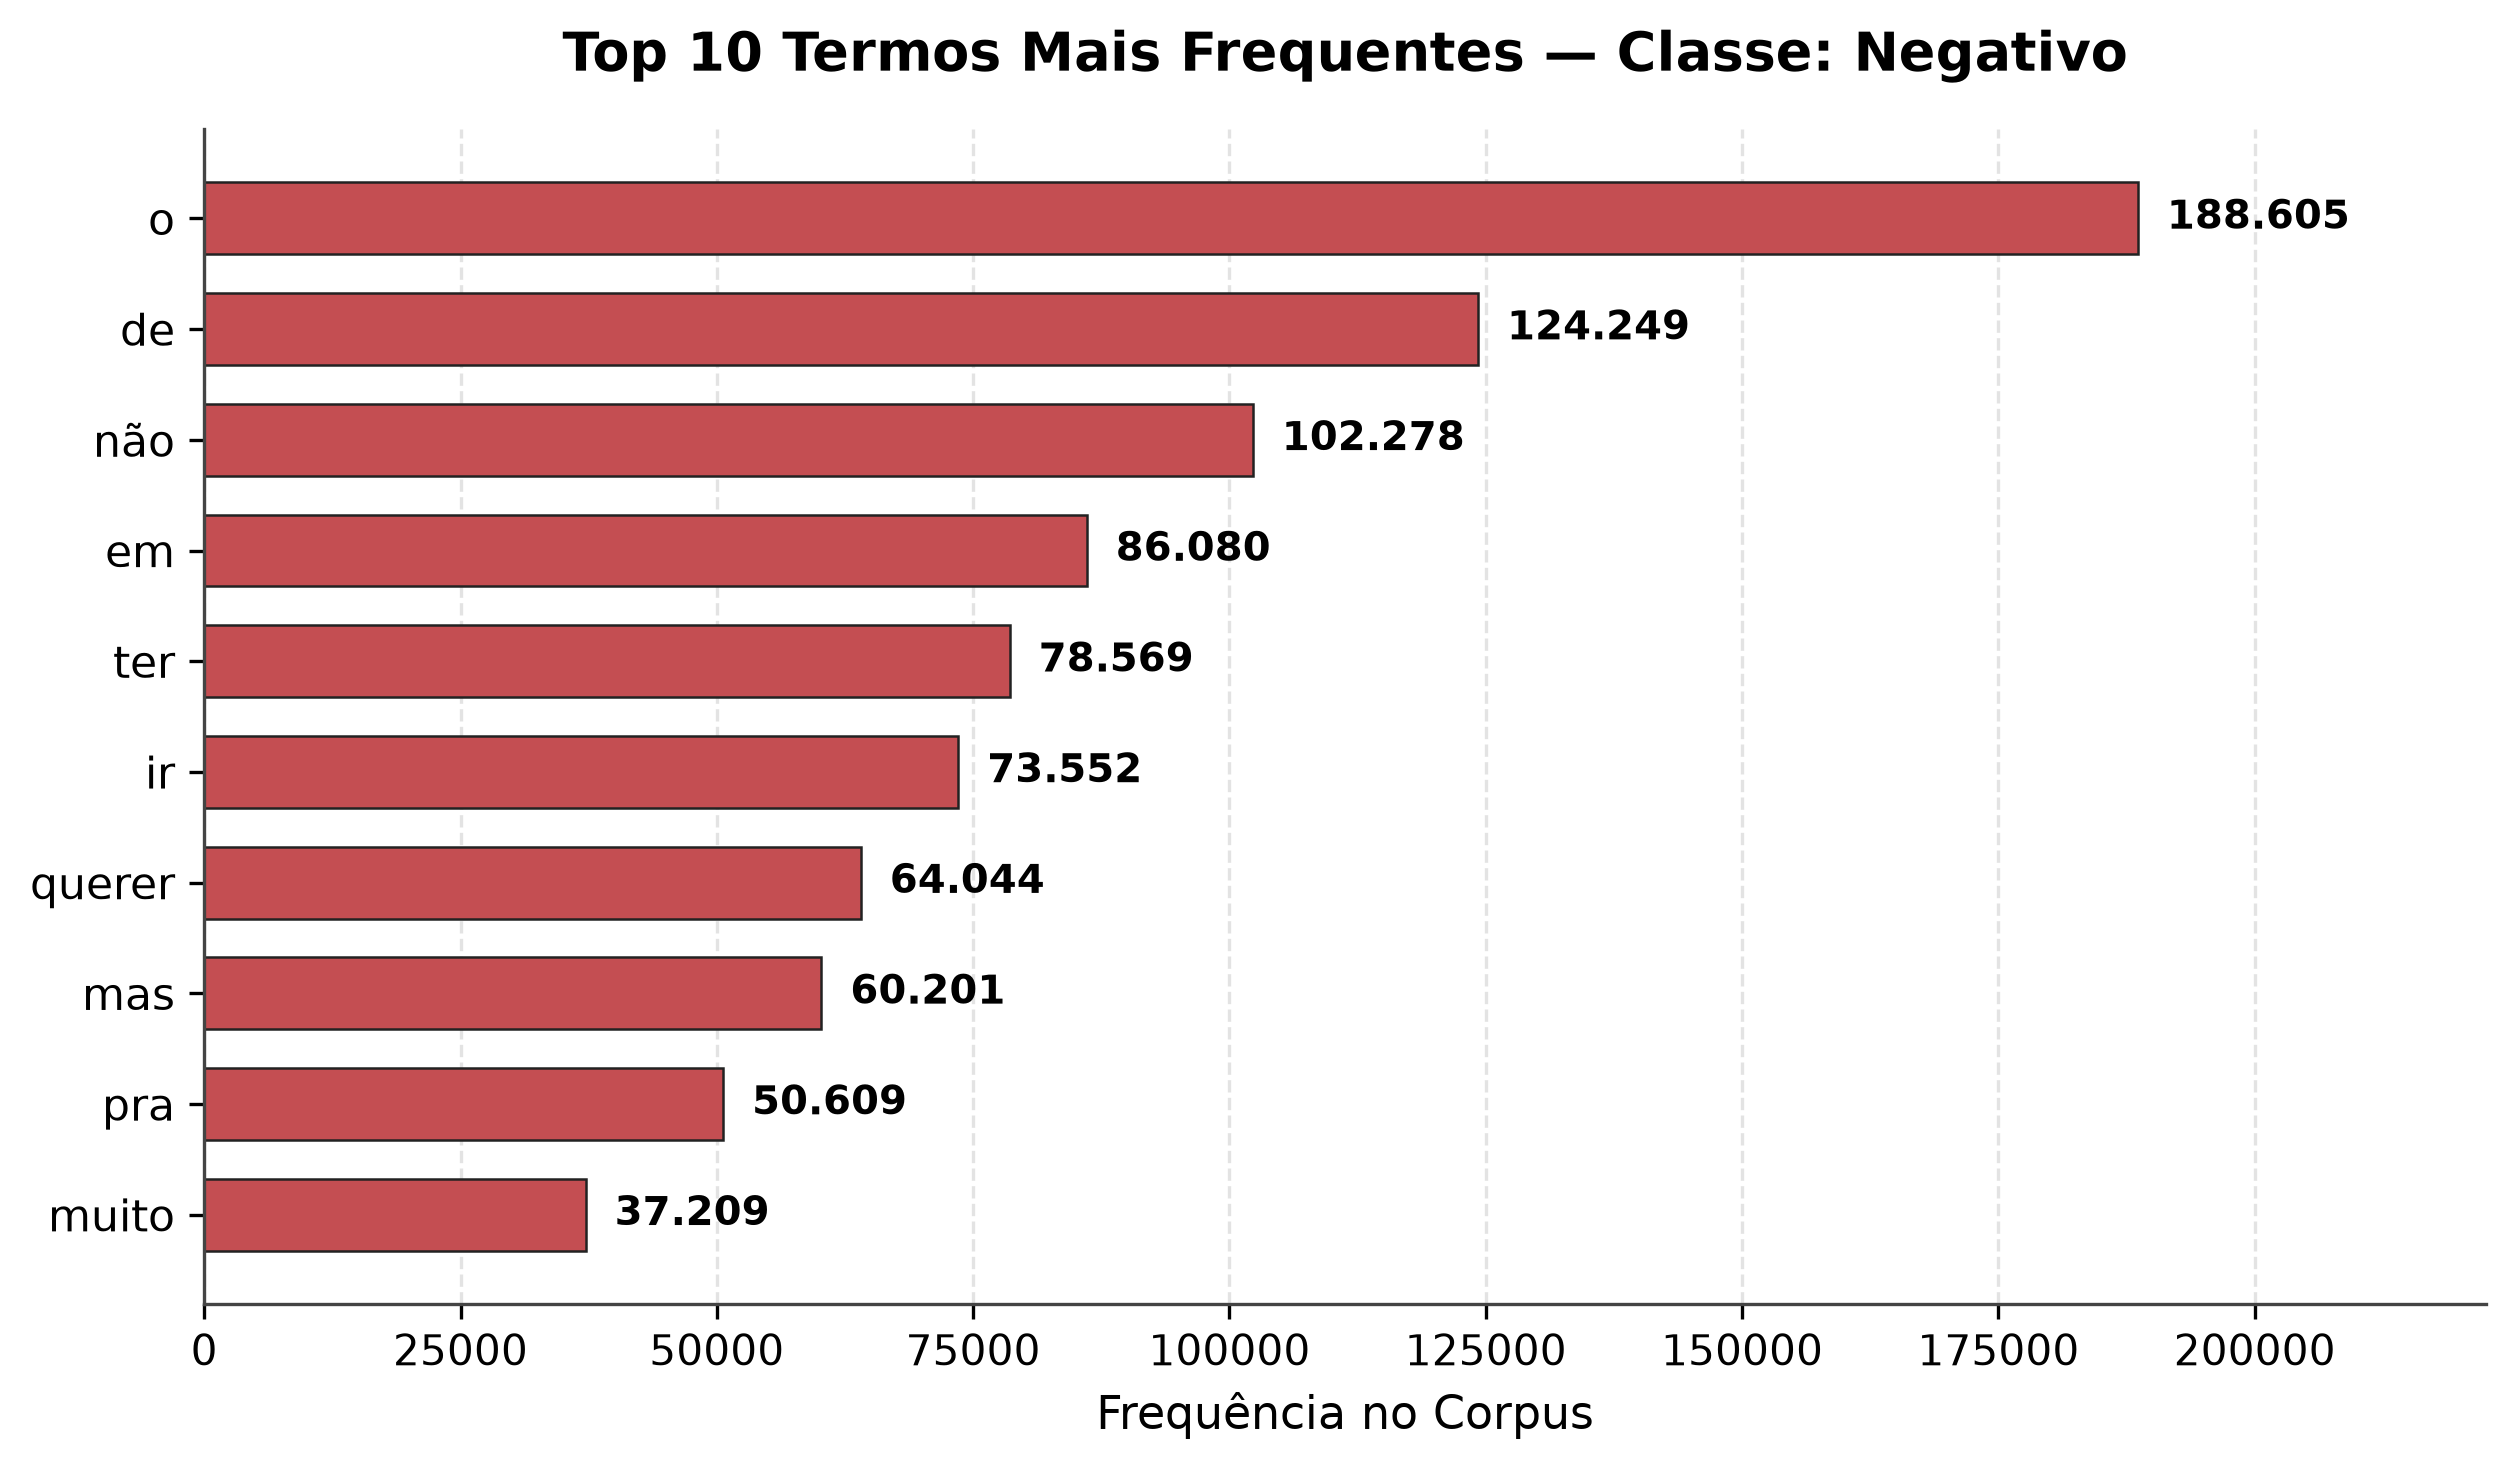 Top 10 Termos Mais Frequentes — Classe: Negativo
o 188.605
de 124.249
não 102.278
em 86.080
ter 78.569
ir 73.552
querer 64.044
mas 60.201
pra 50.609
muito 37.209
0 25000 50000 75000 100000 125000 150000 175000 200000
Frequência no Corpus